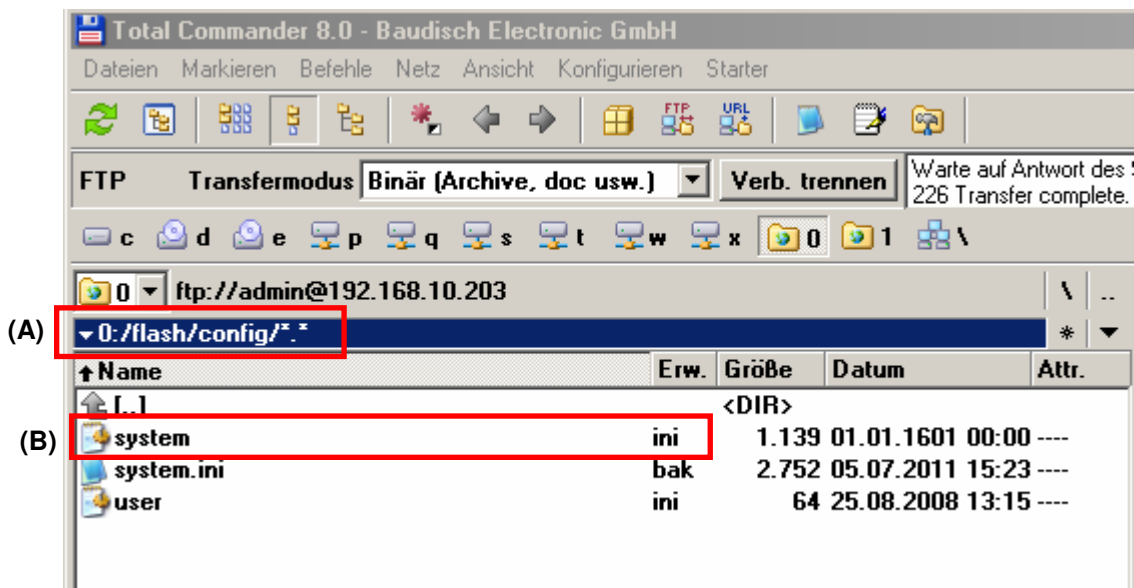 Total Commander 8.0 - Baudisch Electronic GmbH
Dateien Markieren Befehle Netz Ansicht Konfigurieren Starter
FTP URL
FTP Transfermodus Binär (Archive, doc usw.) Verb. trennen Warte auf Antwort des
226 Transfer complete.
c d e p q s t w x 0 1 \
0 ftp://admin@192.168.10.203 \ ..
(A) 0:/flash/config/*.* *
Name Erw. Größe Datum Attr.
[..] <DIR>
(B) system ini 1.139 01.01.1601 00:00 ----
system.ini bak 2.752 05.07.2011 15:23 ----
user ini 64 25.08.2008 13:15 ----